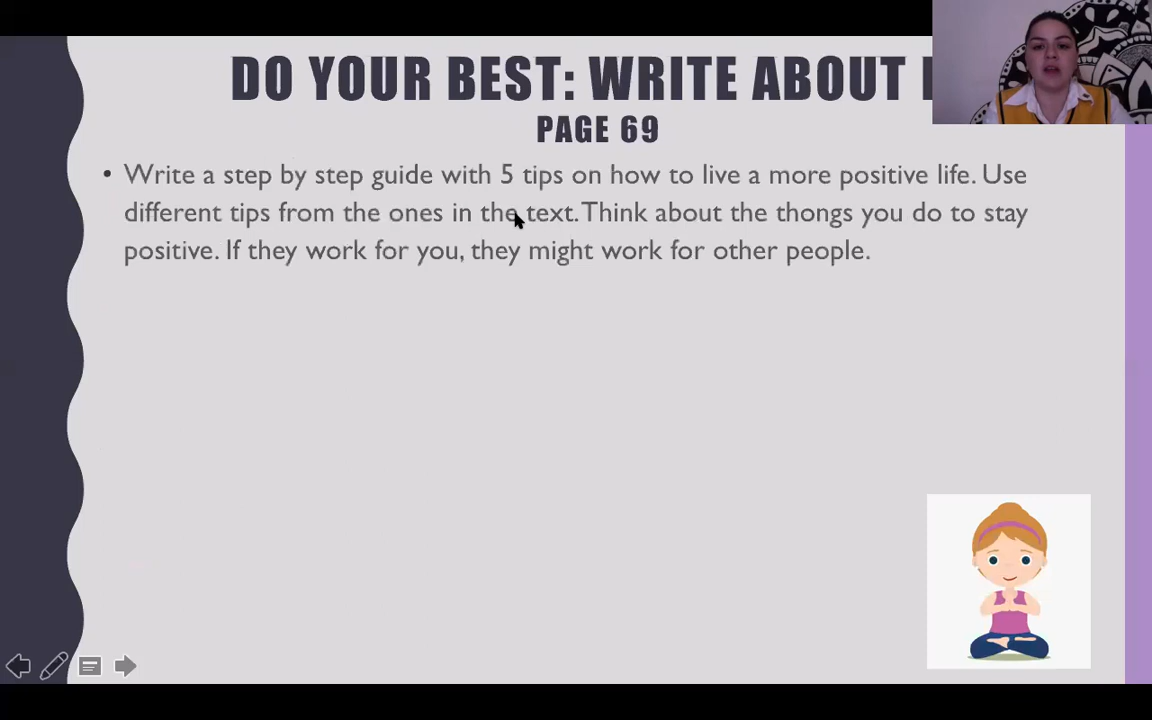 DO YOUR BEST: WRITE ABOUT
PAGE 69
• Write a step by step guide with 5 tips on how to live a more positive life. Use
different tips from the ones in the text. Think about the thongs you do to stay
positive. If they work for you, they might work for other people.